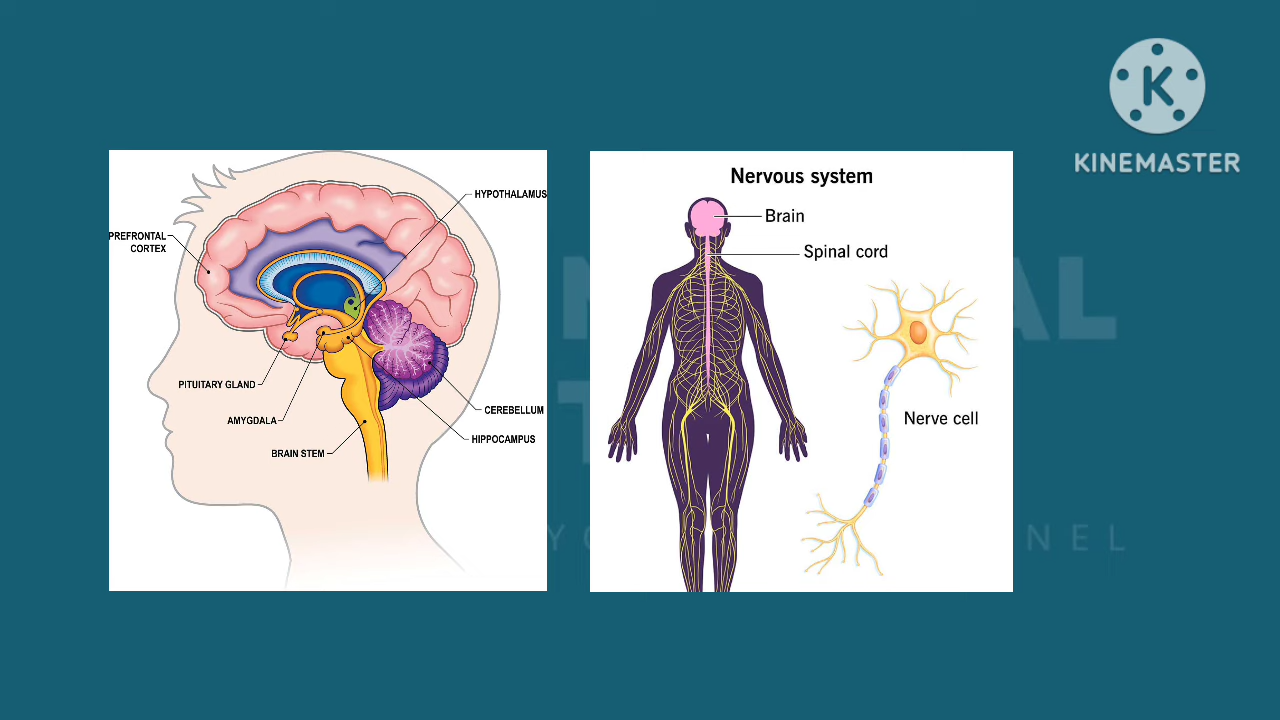 KINEMASTER
HYPOTHALAMUS
PREFRONTAL
CORTEX
PITUITARY GLAND
AMYGDALA
BRAIN STEM
CEREBELLUM
HIPPOCAMPUS
Nervous system
Brain
Spinal cord
Nerve cell